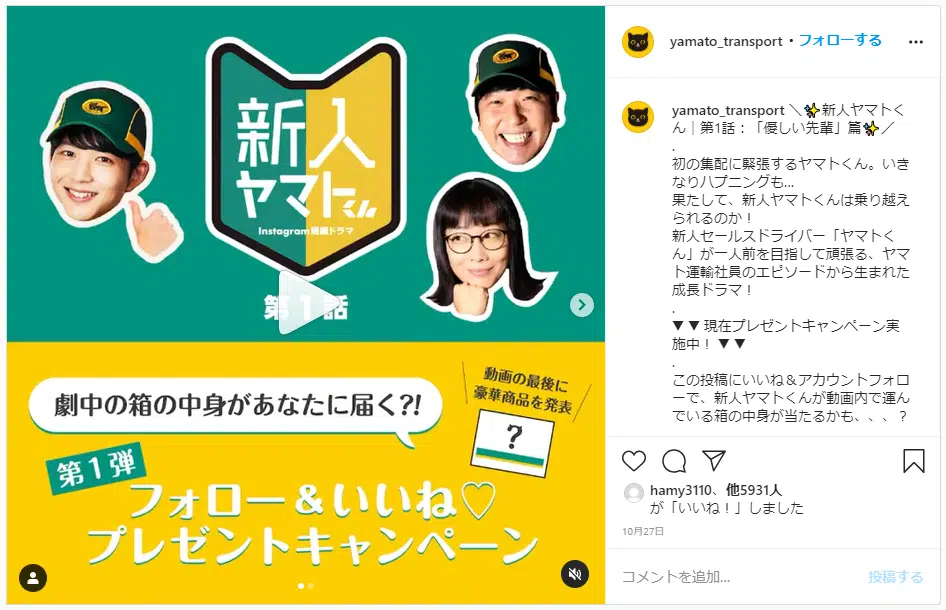 新人
ヤマトくん
Instagram短編ドラマ
第1話
劇中の箱の中身があなたに届く?!
動画の最後に
豪華商品を発表
?
第1弾
フォロー&いいね♡
プレゼントキャンペーン
yamato_transport • フォローする
yamato_transport ＼✨新人ヤマトく
ん｜第1話：「優しい先輩」篇✨／
.
初の集配に緊張するヤマトくん。いき
なりハプニングも...
果たして、新人ヤマトくんは乗り越え
られるのか！
新人セールスドライバー「ヤマトく
ん」が一人前を目指して頑張る、ヤマ
ト運輸社員のエピソードから生まれた
成長ドラマ！
.
▼▼現在プレゼントキャンペーン実
施中！▼▼
.
この投稿にいいね＆アカウントフォロ
ーで、新人ヤマトくんが動画内で運ん
でいる箱の中身が当たるかも、、、？
hamy3110、他5931人
が「いいね！」しました
10月27日
コメントを追加... 投稿する